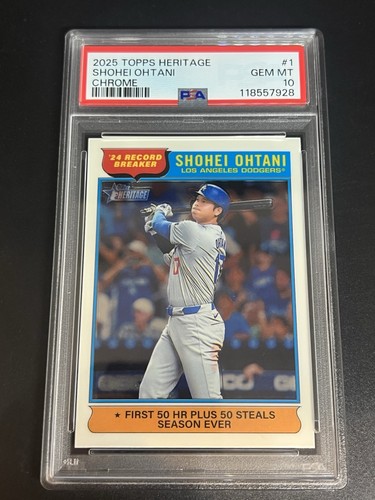 2025 TOPPS HERITAGE #1
SHOHEI OHTANI GEM MT
CHROME 10
PSA 118557928
'24 RECORD
BREAKER
SHOHEI OHTANI
LOS ANGELES DODGERS
HERITAGE
17
★ FIRST 50 HR PLUS 50 STEALS
SEASON EVER